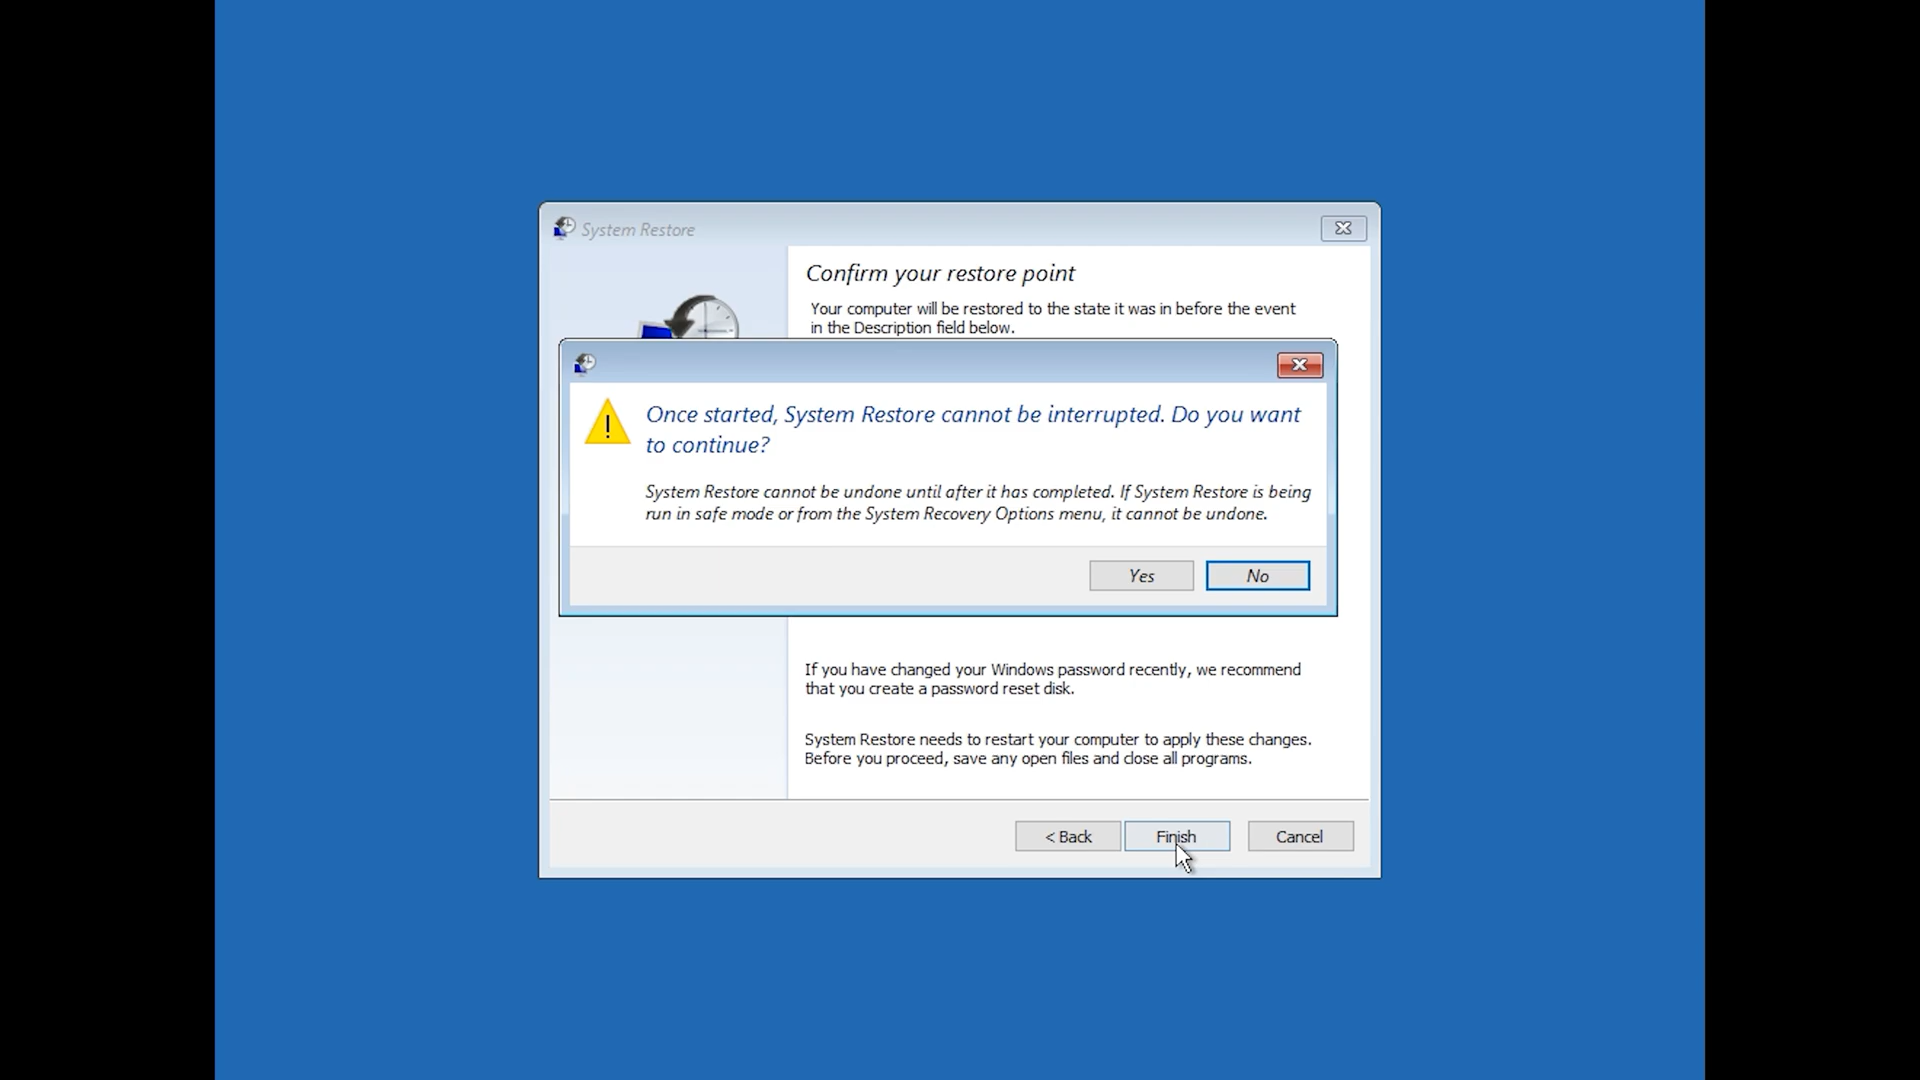 System Restore
Confirm your restore point
Your computer will be restored to the state it was in before the event
in the Description field below.
Once started, System Restore cannot be interrupted. Do you want
to continue?
System Restore cannot be undone until after it has completed. If System Restore is being
run in safe mode or from the System Recovery Options menu, it cannot be undone.
Yes
No
If you have changed your Windows password recently, we recommend
that you create a password reset disk.
System Restore needs to restart your computer to apply these changes.
Before you proceed, save any open files and close all programs.
< Back
Finish
Cancel